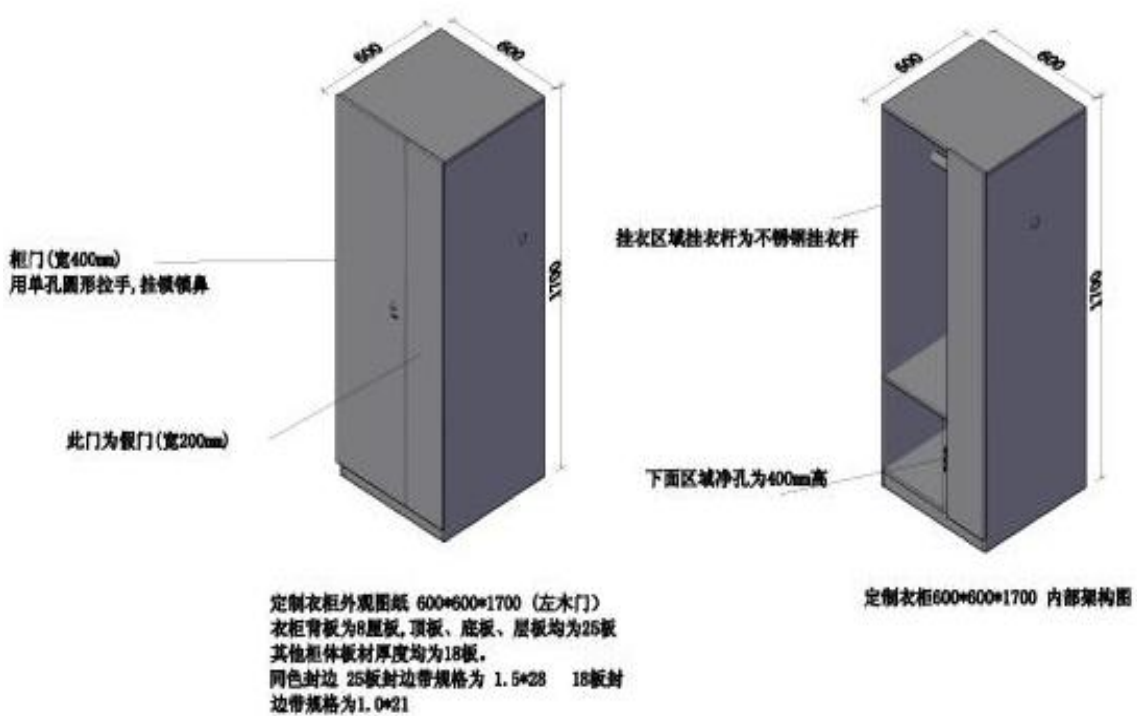 600
600
600
600
柜门(宽400mm)
用单孔圆形拉手,挂锁锁鼻
1700
挂衣区域挂衣杆为不锈钢挂衣杆
1700
此门为假门(宽200mm)
下面区域净孔为400mm高
定制衣柜外观图纸 600*600*1700 (左木门)
衣柜背板为8厘板,顶板、底板、层板均为25板
其他柜体板材厚度均为18板。
同色封边 25板封边带规格为 1.5*28 18板封
边带规格为1.0*21
定制衣柜600*600*1700 内部架构图